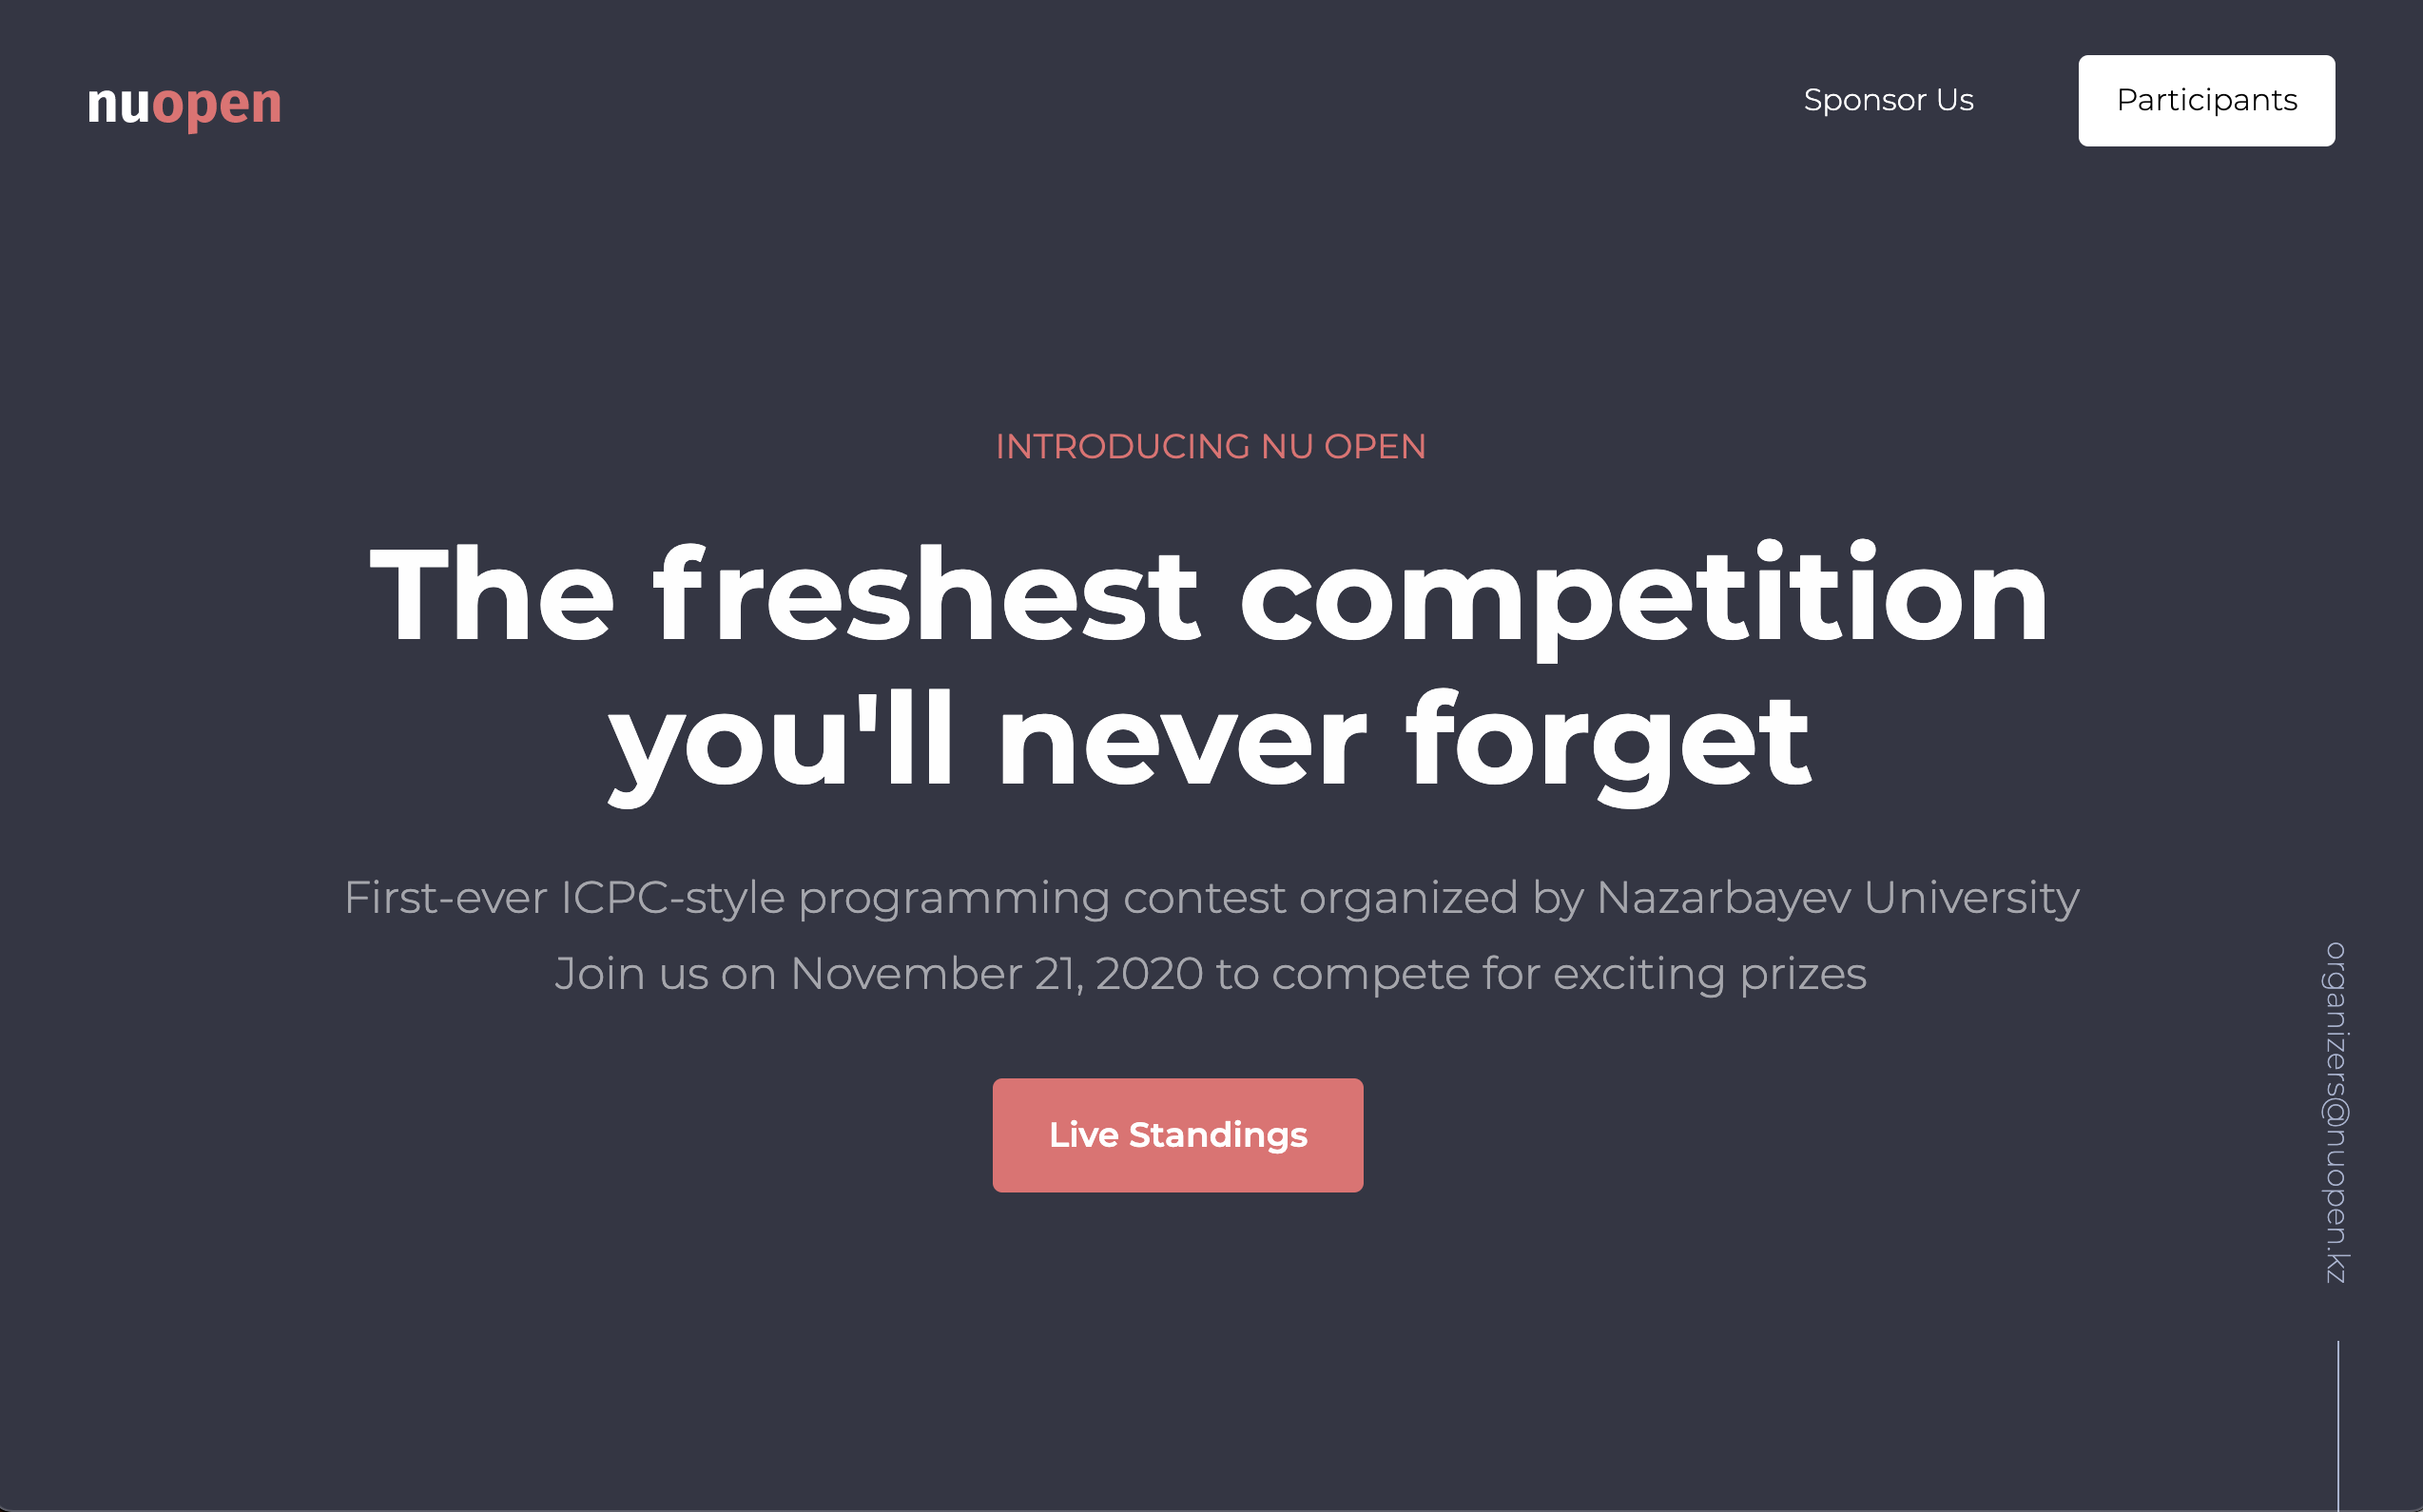 nuopen
Sponsor Us
Participants
INTRODUCING NU OPEN
The freshest competition
you'll never forget
First-ever ICPC-style programming contest organized by Nazarbayev University
Join us on November 21, 2020 to compete for exciting prizes
Live Standings
organizers@nuopen.kz